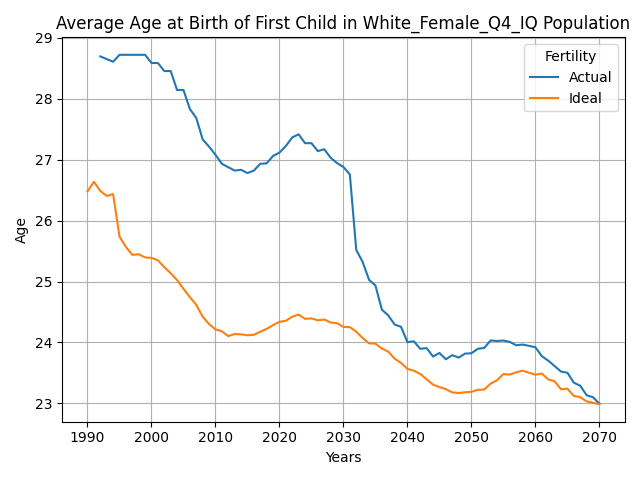 Average Age at Birth of First Child in White_Female_Q4_IQ Population
Fertility
Actual
Ideal
Age
29
28
27
26
25
24
23
1990 2000 2010 2020 2030 2040 2050 2060 2070
Years